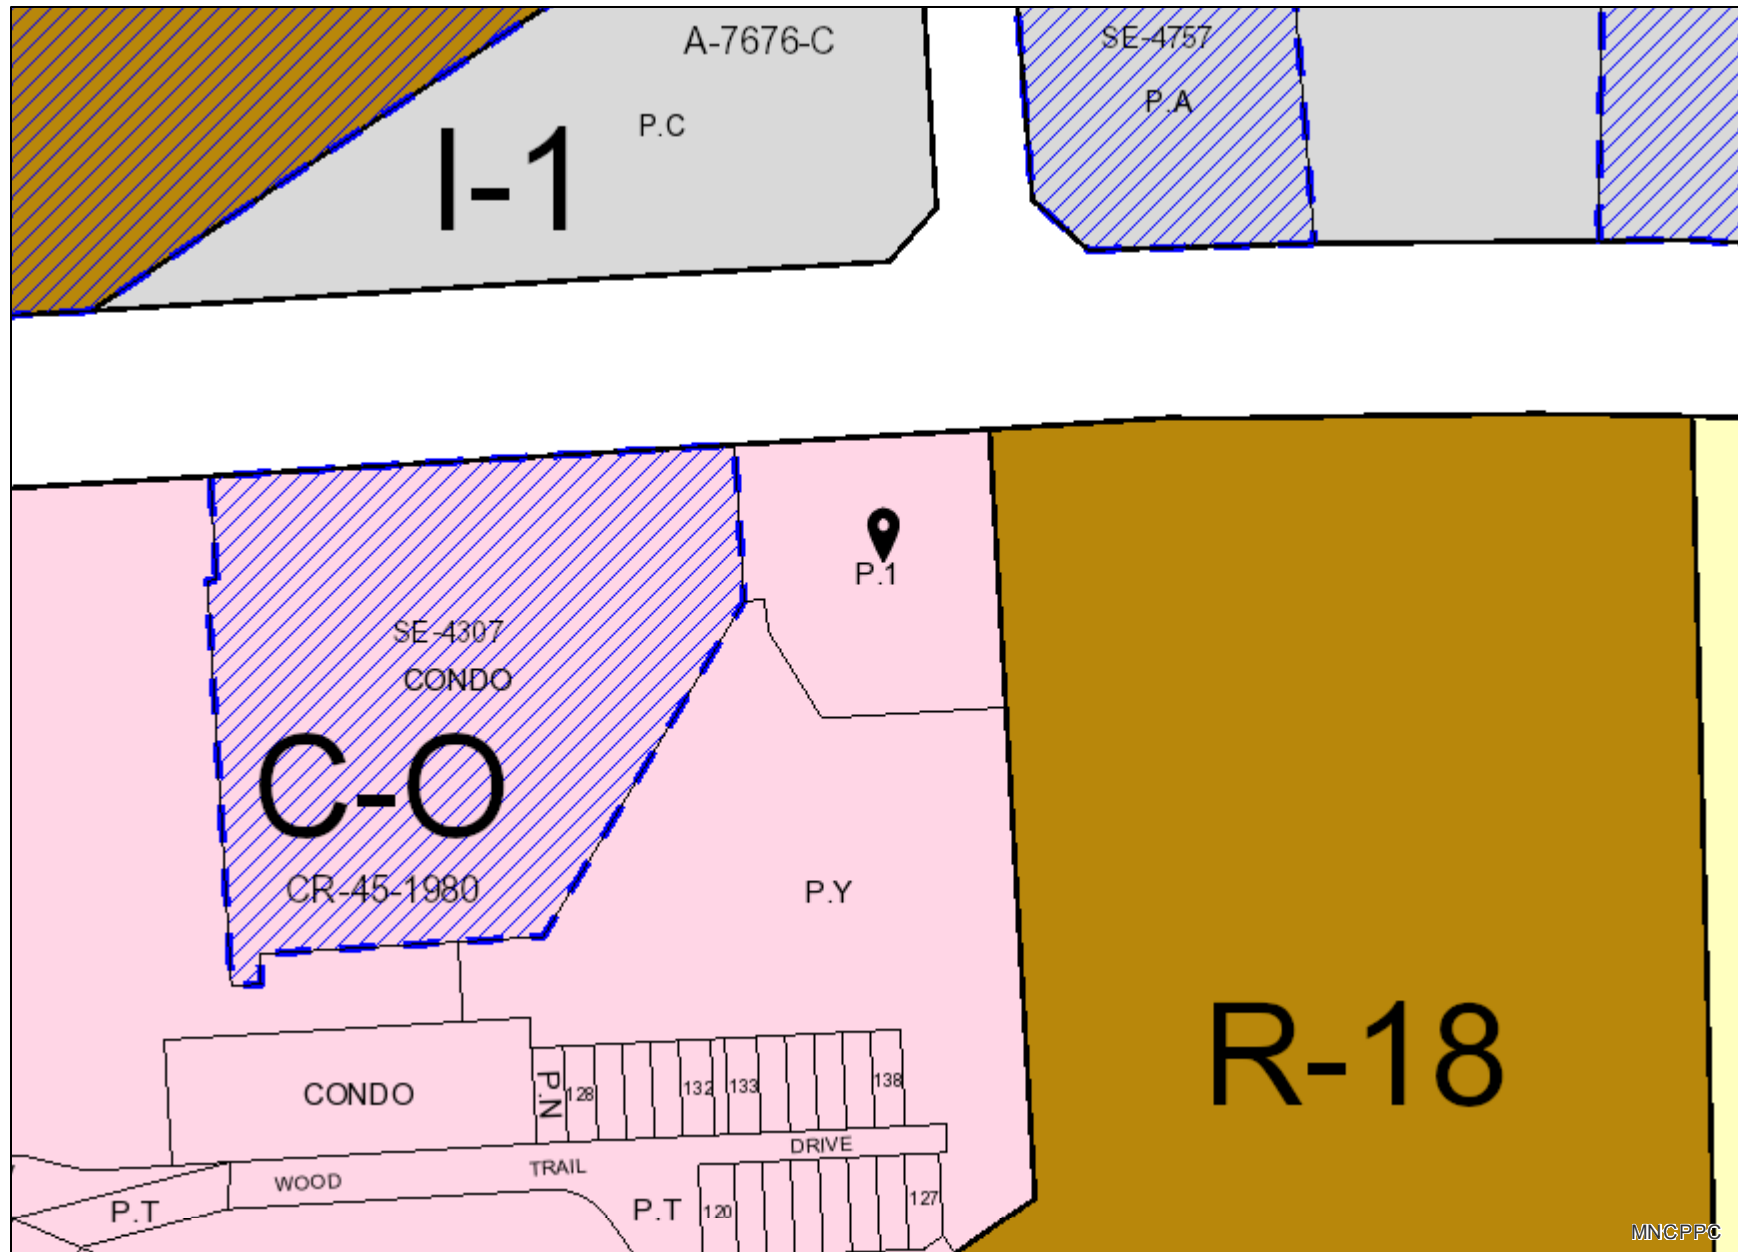 A-7676-C
SE-4757
P.A
P.C
I-1
P.1
SE-4307
CONDO
C-O
CR-45-1980
P.Y
R-18
CONDO
P.N
128
132
133
138
WOOD TRAIL DRIVE
P.T
P.T
120
127
MNCPPC